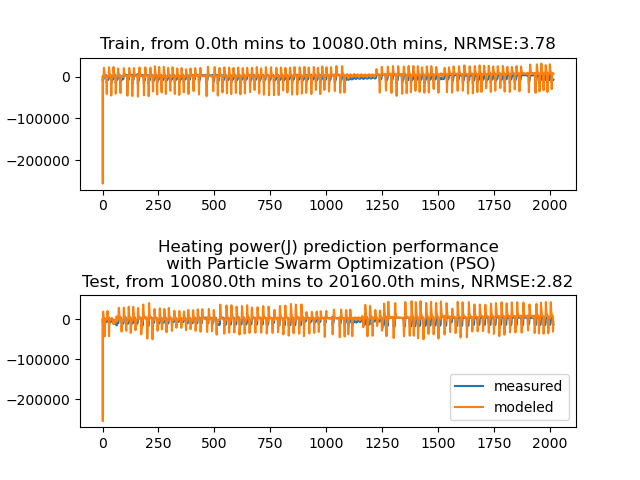 Train, from 0.0th mins to 10080.0th mins, NRMSE:3.78
0
−100000
−200000
0 250 500 750 1000 1250 1500 1750 2000
Heating power(J) prediction performance
with Particle Swarm Optimization (PSO)
Test, from 10080.0th mins to 20160.0th mins, NRMSE:2.82
0
−100000
−200000
measured
modeled
0 250 500 750 1000 1250 1500 1750 2000